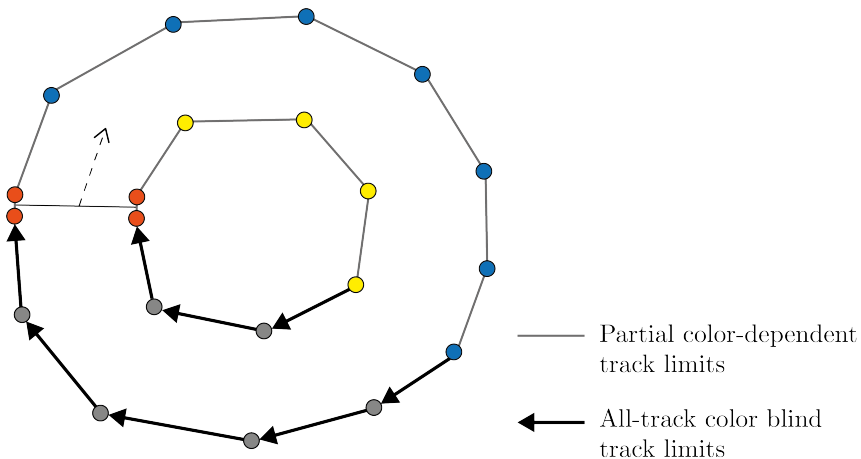 Partial color-dependent
track limits
All-track color blind
track limits